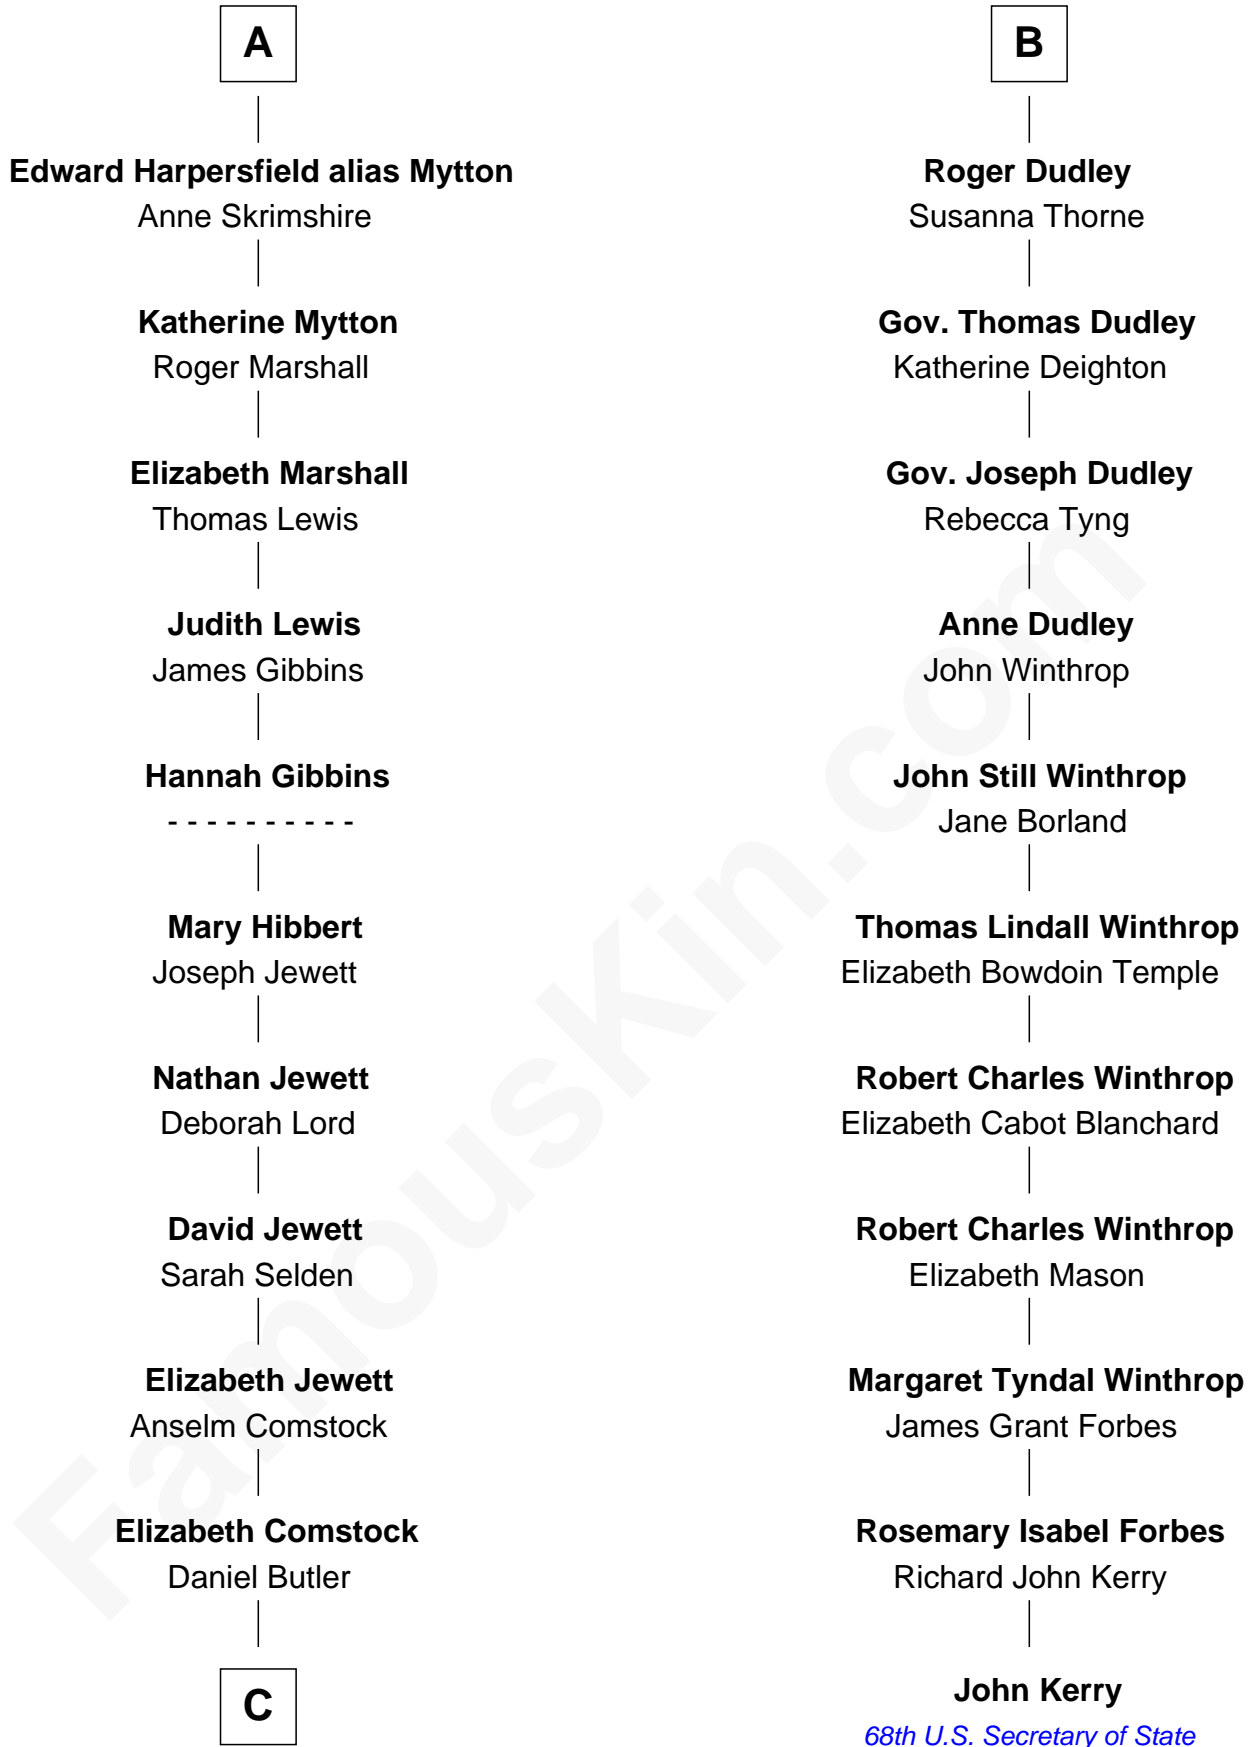 A
Edward Harpersfield alias Mytton
Anne Skrimshire
Katherine Mytton
Roger Marshall
Elizabeth Marshall
Thomas Lewis
Judith Lewis
James Gibbins
Hannah Gibbins
- - - - - - - - - -
Mary Hibbert
Joseph Jewett
Nathan Jewett
Deborah Lord
David Jewett
Sarah Selden
Elizabeth Jewett
Anselm Comstock
Elizabeth Comstock
Daniel Butler
C
B
Roger Dudley
Susanna Thorne
Gov. Thomas Dudley
Katherine Deighton
Gov. Joseph Dudley
Rebecca Tyng
Anne Dudley
John Winthrop
John Still Winthrop
Jane Borland
Thomas Lindall Winthrop
Elizabeth Bowdoin Temple
Robert Charles Winthrop
Elizabeth Cabot Blanchard
Robert Charles Winthrop
Elizabeth Mason
Margaret Tyndal Winthrop
James Grant Forbes
Rosemary Isabel Forbes
Richard John Kerry
John Kerry
68th U.S. Secretary of State
FamousKin.com